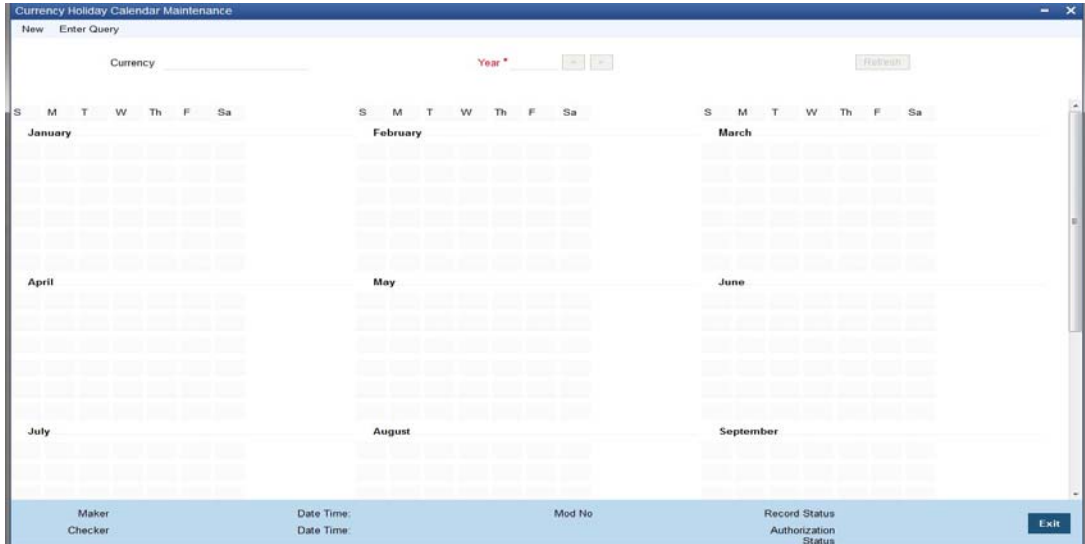 Currency Holiday Calendar Maintenance
New Enter Query
Currency Year * Refresh
S M T W Th F Sa S M T W Th F Sa S M T W Th F Sa
January February March
April May June
July August September
Maker Date Time: Mod No Record Status
Checker Date Time: Authorization Status
Exit